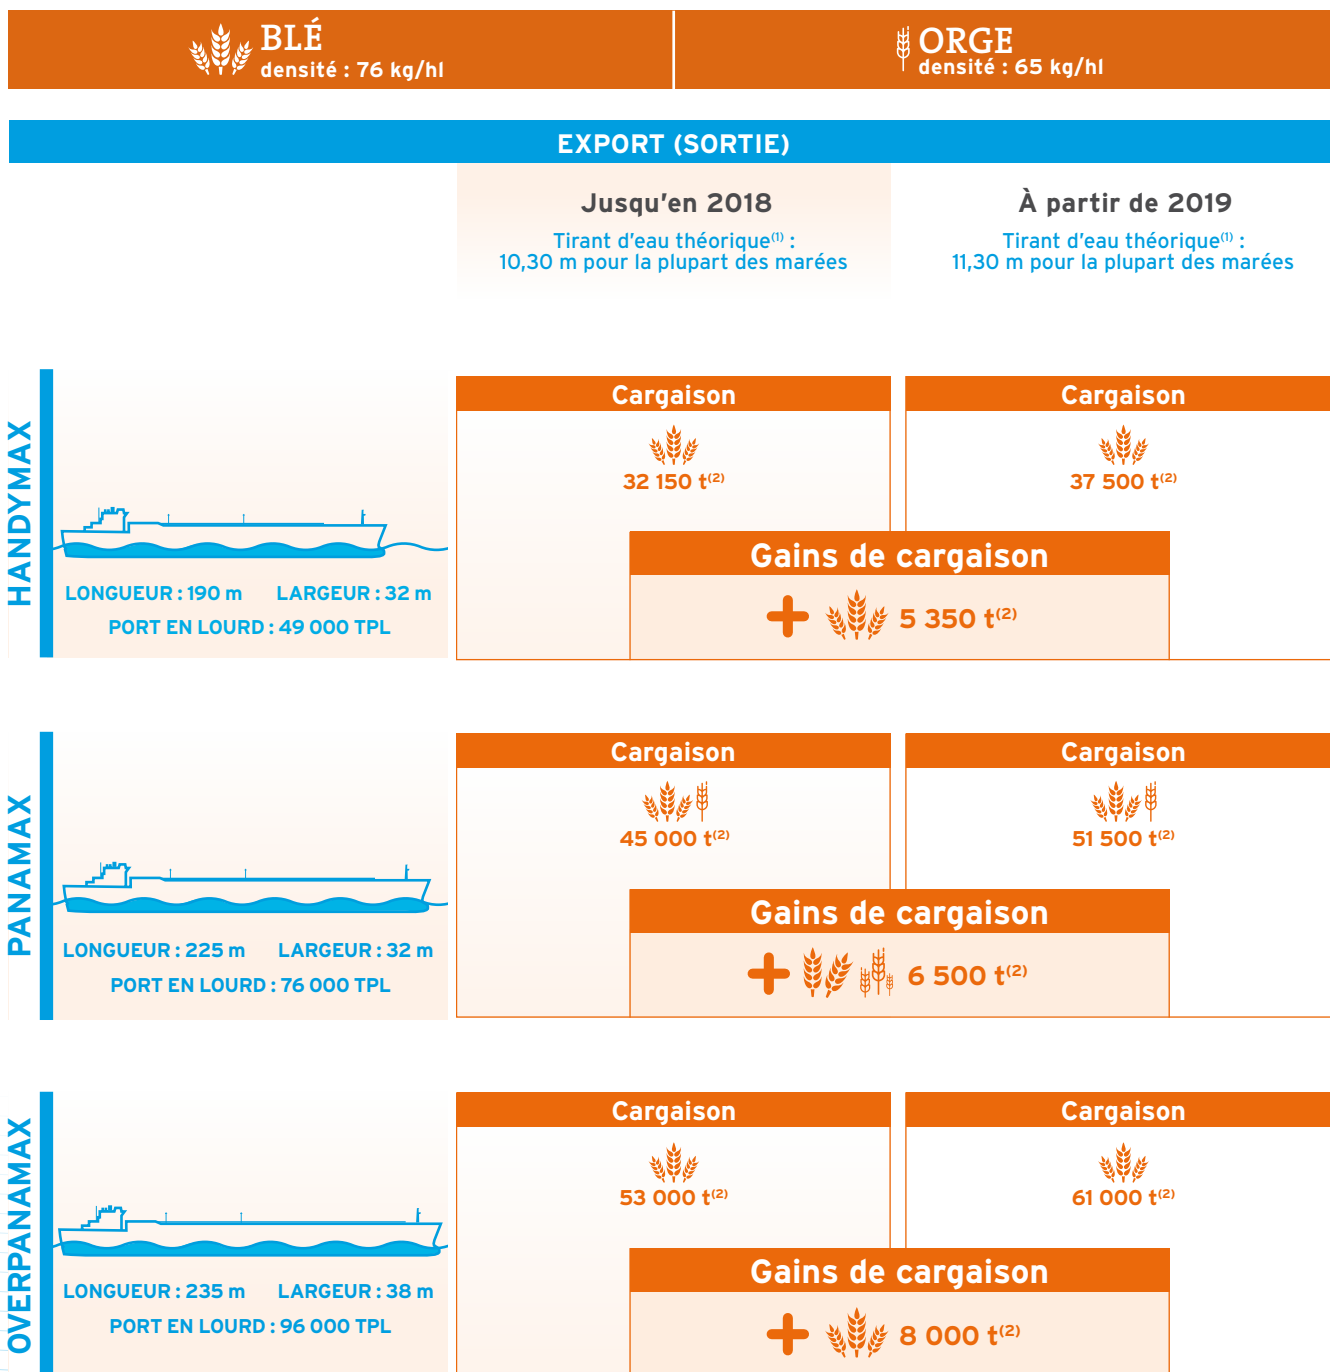 BLÉ
densité : 76 kg/hl
ORGE
densité : 65 kg/hl
EXPORT (SORTIE)
Jusqu'en 2018
Tirant d'eau théorique(1) :
10,30 m pour la plupart des marées
À partir de 2019
Tirant d'eau théorique(1) :
11,30 m pour la plupart des marées
HANDYMAX
LONGUEUR : 190 m LARGEUR : 32 m
PORT EN LOURD : 49 000 TPL
Cargaison
32 150 t(2)
Cargaison
37 500 t(2)
Gains de cargaison
+ 5 350 t(2)
PANAMAX
LONGUEUR : 225 m LARGEUR : 32 m
PORT EN LOURD : 76 000 TPL
Cargaison
45 000 t(2)
Cargaison
51 500 t(2)
Gains de cargaison
+ 6 500 t(2)
OVERPANAMAX
LONGUEUR : 235 m LARGEUR : 38 m
PORT EN LOURD : 96 000 TPL
Cargaison
53 000 t(2)
Cargaison
61 000 t(2)
Gains de cargaison
+ 8 000 t(2)